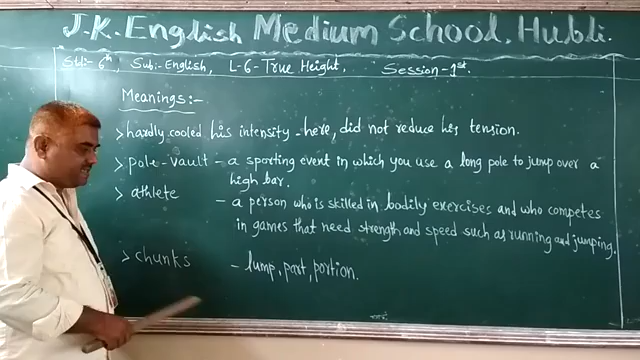 J.K. English Medium School, Hubli.
Std:- 6th, Sub:- English, L-6-True Height, Session-1st.
Meanings:-
> hardly cooled his intensity - here, did not reduce his tension.
> pole-vault - a sporting event in which you use a long pole to jump over a
high bar.
> athlete - a person who is skilled in bodily exercises and who competes
in games that need strength and speed such as running and jumping.
> chunks - lump, part, portion.